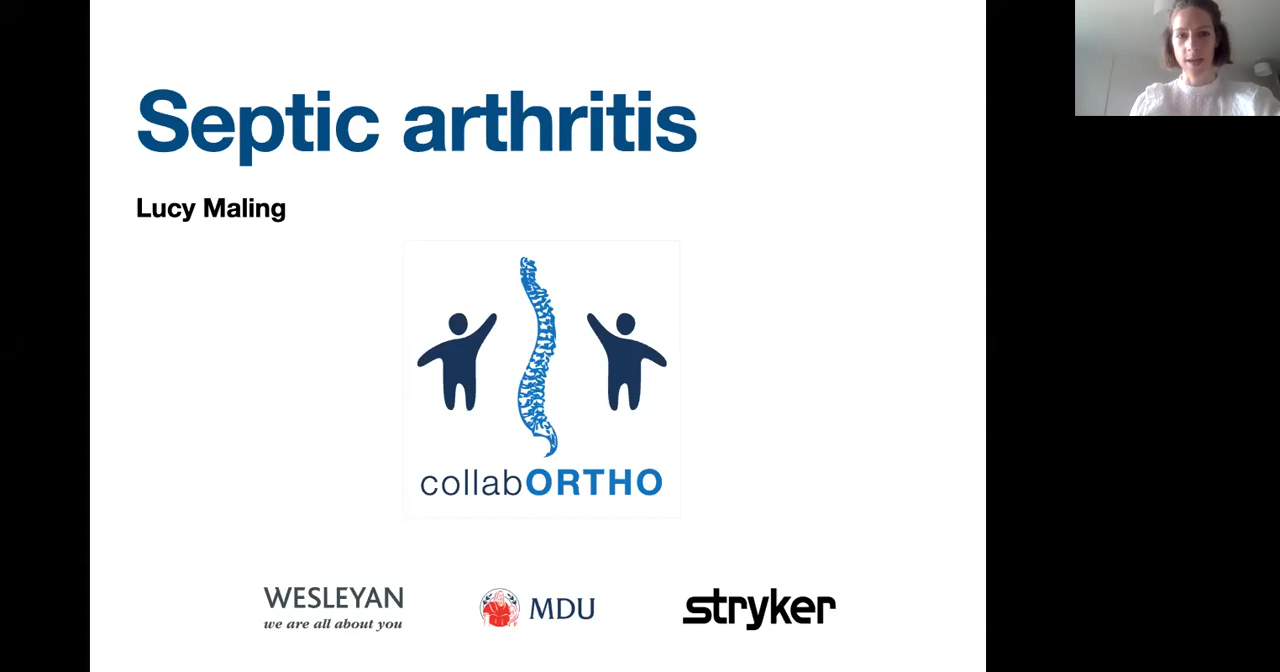 Septic arthritis
Lucy Maling
collabORTHO
WESLEYAN
we are all about you
MDU
stryker